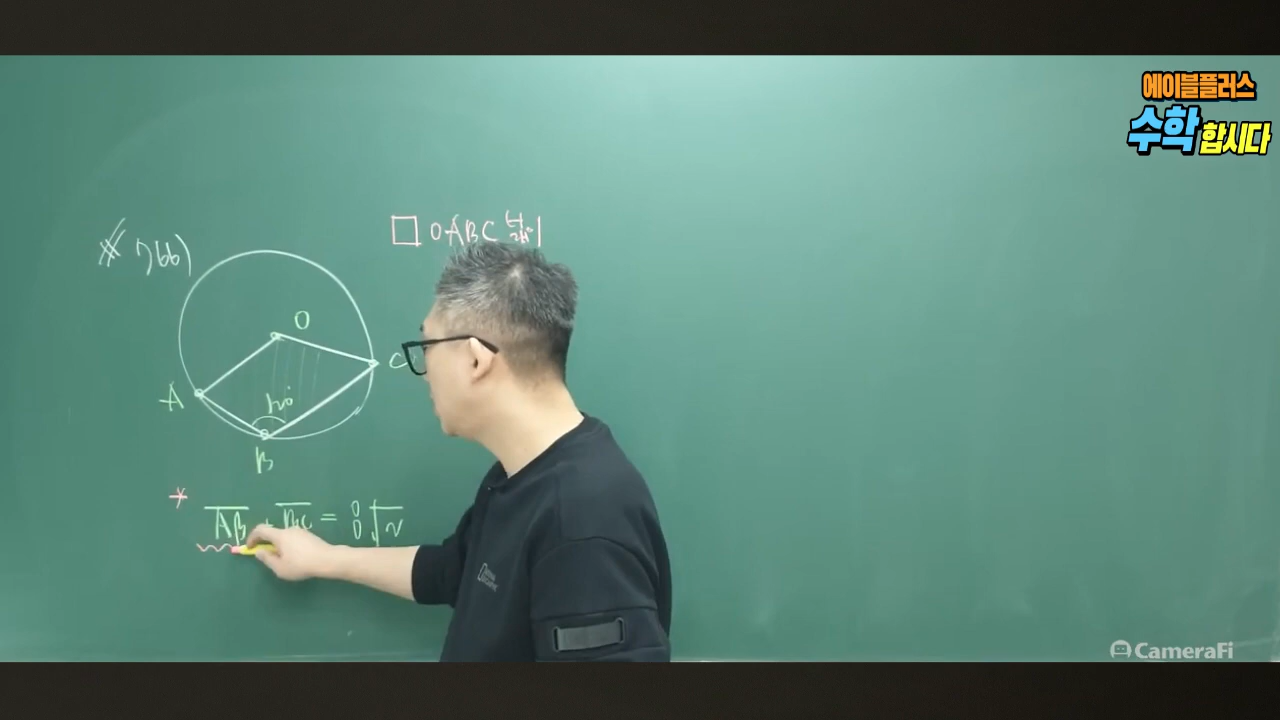 에이블플러스
수학합시다
766)
□ OABC 넓이
O
C
A
120°
B
* AB + BC = 8√2
CameraFi